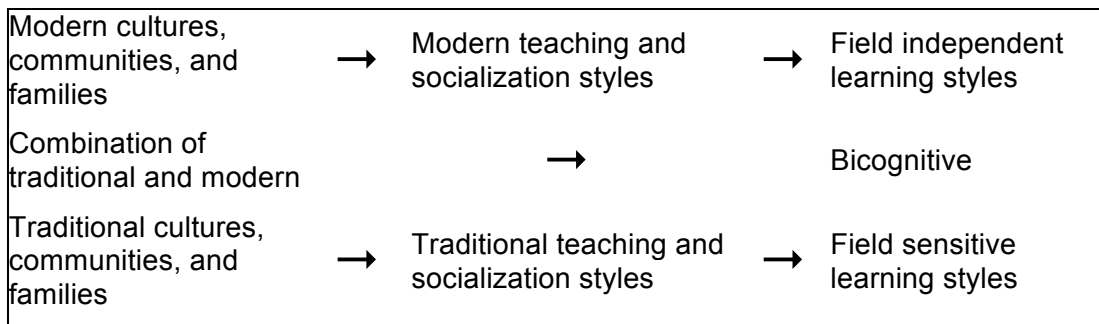 Modern cultures,
communities, and
families
→
Modern teaching and
socialization styles
→
Field independent
learning styles
Combination of
traditional and modern
→
Bicognitive
Traditional cultures,
communities, and
families
→
Traditional teaching and
socialization styles
→
Field sensitive
learning styles